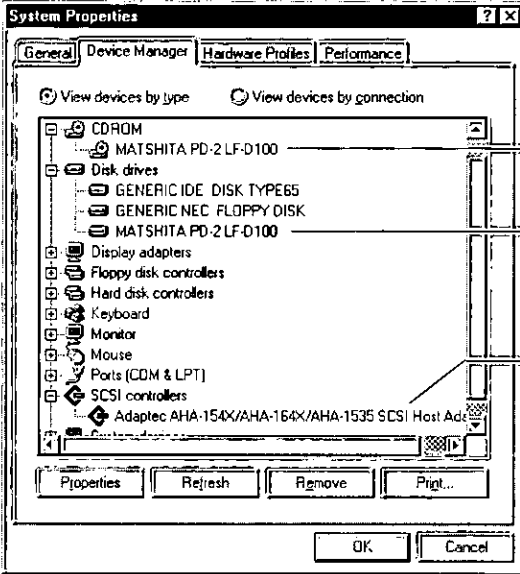 System Properties
General
Device Manager
Hardware Profiles
Performance
View devices by type
View devices by connection
CDROM
MATSHITA PD-2 LF-D100
Disk drives
GENERIC IDE DISK TYPE65
GENERIC NEC FLOPPY DISK
MATSHITA PD-2 LF-D100
Display adapters
Floppy disk controllers
Hard disk controllers
Keyboard
Monitor
Mouse
Ports (COM & LPT)
SCSI controllers
Adaptec AHA-154X/AHA-164X/AHA-1535 SCSI Host Ada
Properties
Refresh
Remove
Print...
OK
Cancel